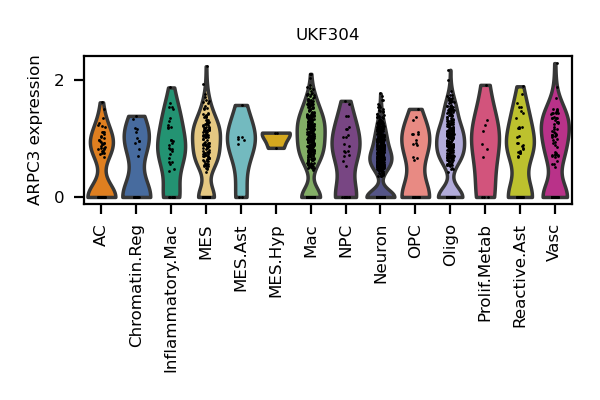 UKF304
ARPC3 expression
2
0
AC
Chromatin.Reg
Inflammatory.Mac
MES
MES.Ast
MES.Hyp
Mac
NPC
Neuron
OPC
Oligo
Prolif.Metab
Reactive.Ast
Vasc